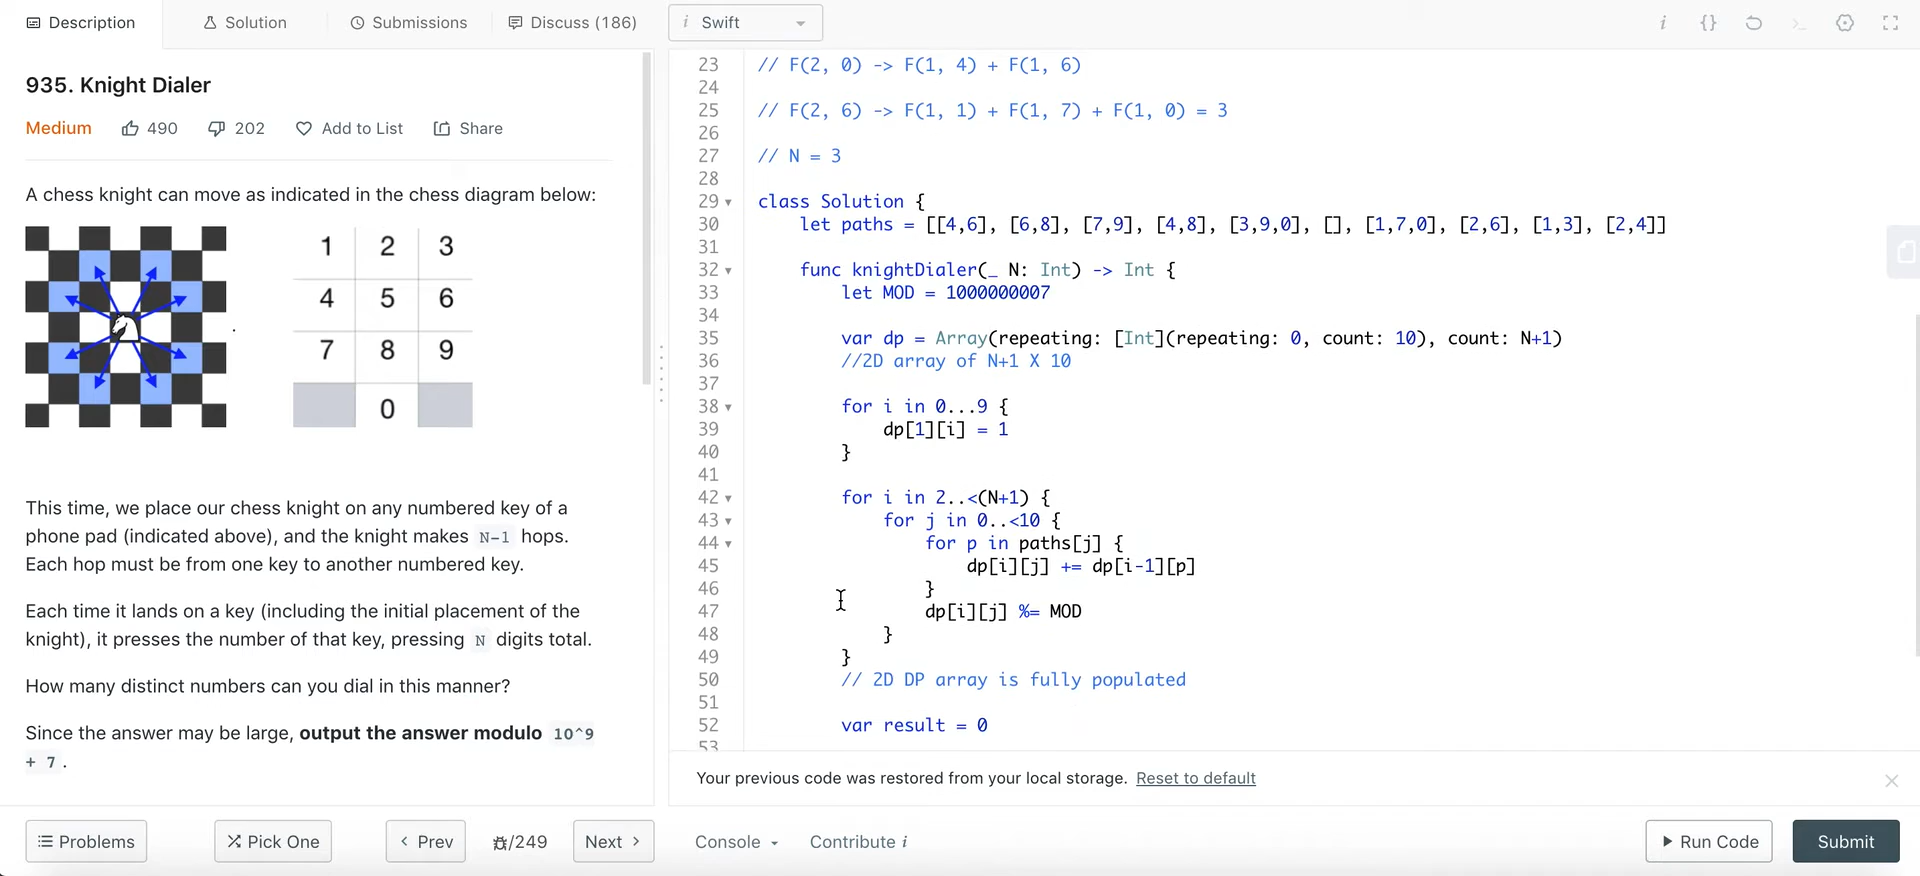 Description
Solution
Submissions
Discuss (186)
i Swift
i {}
935. Knight Dialer
Medium 490 202 Add to List Share
A chess knight can move as indicated in the chess diagram below:
1 2 3
4 5 6
7 8 9
0
.
This time, we place our chess knight on any numbered key of a
phone pad (indicated above), and the knight makes N-1 hops.
Each hop must be from one key to another numbered key.
Each time it lands on a key (including the initial placement of the
knight), it presses the number of that key, pressing N digits total.
How many distinct numbers can you dial in this manner?
Since the answer may be large, output the answer modulo 10^9
+ 7 .
23 // F(2, 0) -> F(1, 4) + F(1, 6)
24
25 // F(2, 6) -> F(1, 1) + F(1, 7) + F(1, 0) = 3
26
27 // N = 3
28
29 class Solution {
30 let paths = [[4,6], [6,8], [7,9], [4,8], [3,9,0], [], [1,7,0], [2,6], [1,3], [2,4]]
31
32 func knightDialer(_ N: Int) -> Int {
33 let MOD = 1000000007
34
35 var dp = Array(repeating: [Int](repeating: 0, count: 10), count: N+1)
36 //2D array of N+1 X 10
37
38 for i in 0...9 {
39 dp[1][i] = 1
40 }
41
42 for i in 2..<(N+1) {
43 for j in 0..<10 {
44 for p in paths[j] {
45 dp[i][j] += dp[i-1][p]
46 }
47 dp[i][j] %= MOD
48 }
49 }
50 // 2D DP array is fully populated
51
52 var result = 0
53
Your previous code was restored from your local storage. Reset to default
Problems
Pick One
Prev
/249
Next
Console
Contribute i
Run Code
Submit